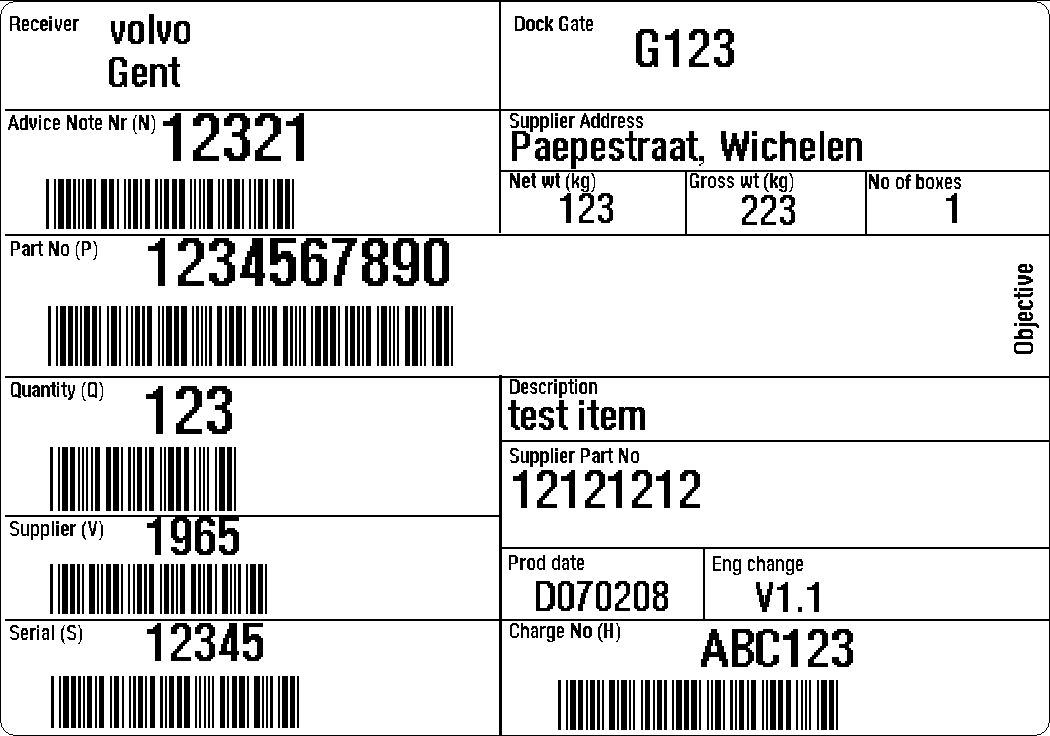 Receiver volvo
Gent
Dock Gate G123
Advice Note Nr (N) 12321
Supplier Address
Paepestraat, Wichelen
Net wt (kg)
123
Gross wt (kg)
223
No of boxes
1
Part No (P) 1234567890
Objective
Quantity (Q) 123
Description
test item
Supplier Part No
12121212
Supplier (V) 1965
Prod date
D070208
Eng change
V1.1
Serial (S) 12345
Charge No (H) ABC123